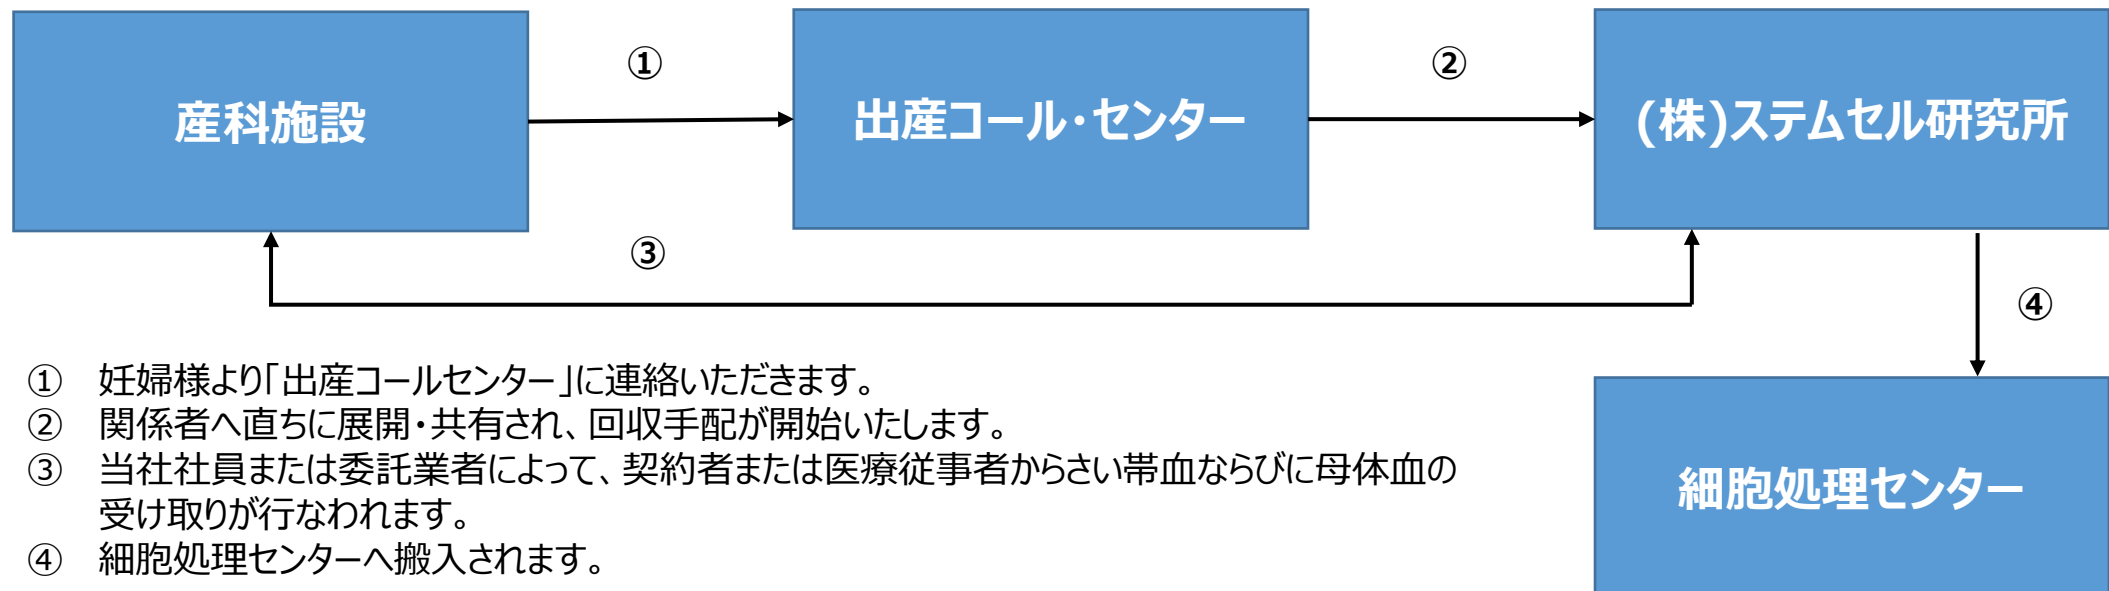 ①
②
産科施設
出産コール・センター
(株)ステムセル研究所
③
④
① 妊婦様より「出産コールセンター」に連絡いただきます。
② 関係者へ直ちに展開・共有され、回収手配が開始いたします。
③ 当社社員または委託業者によって、契約者または医療従事者からさい帯血ならびに母体血の
受け取りが行なわれます。
④ 細胞処理センターへ搬入されます。
細胞処理センター